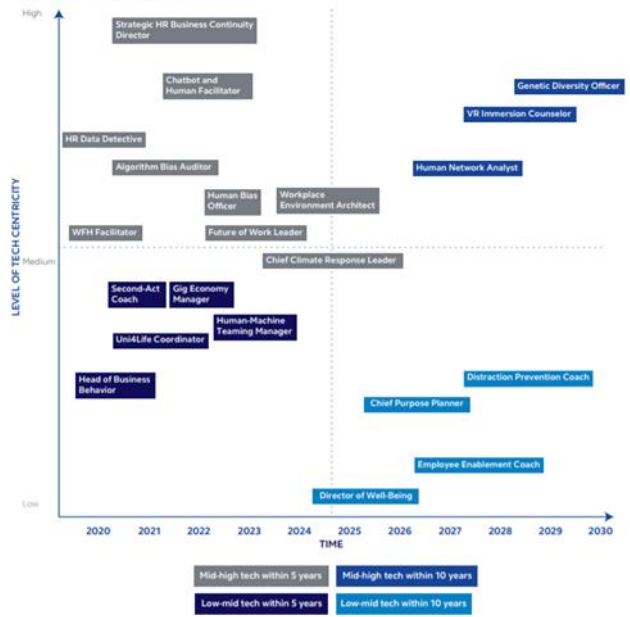 High
Strategic HR Business Continuity
Director
Chatbot and
Human Facilitator
Genetic Diversity Officer
VR Immersion Counselor
HR Data Detective
Algorithm Bias Auditor
Human Network Analyst
Human Bias
Officer
Workplace
Environment Architect
WFH Facilitator
Future of Work Leader
LEVEL OF TECH CENTRICITY
Medium
Chief Climate Response Leader
Second-Act
Coach
Gig Economy
Manager
Human-Machine
Teaming Manager
Uni4Life Coordinator
Head of Business
Behavior
Distraction Prevention Coach
Chief Purpose Planner
Employee Enablement Coach
Director of Well-Being
Low
2020 2021 2022 2023 2024 2025 2026 2027 2028 2029 2030
TIME
Mid-high tech within 5 years
Mid-high tech within 10 years
Low-mid tech within 5 years
Low-mid tech within 10 years